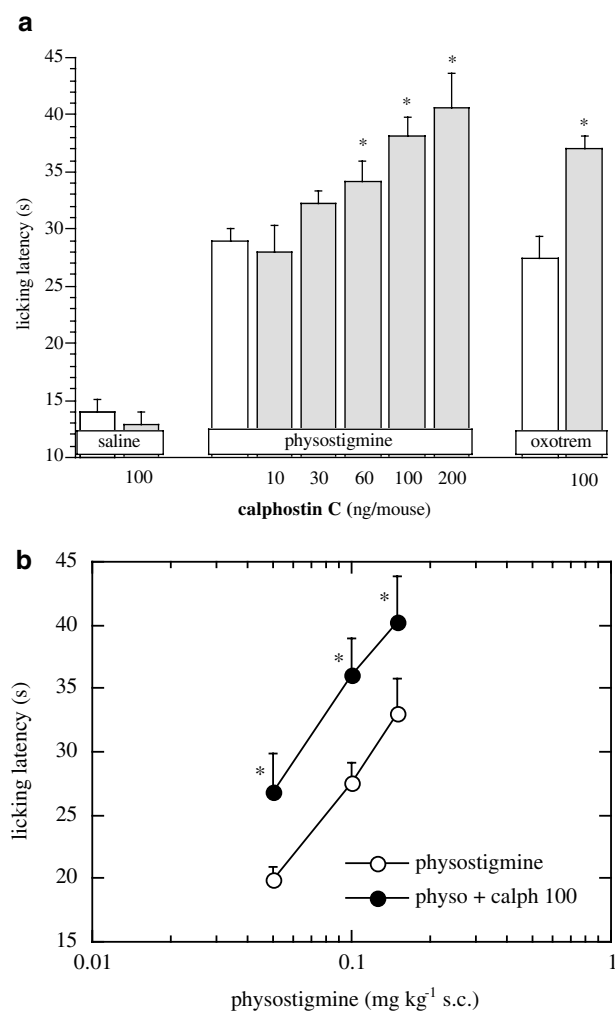 a
45
40
35
30
25
20
15
10
licking latency (s)
* * * *
*
saline physostigmine oxotrem
100 10 30 60 100 200 100
calphostin C (ng/mouse)
b
45
40
35
30
25
20
15
licking latency (s)
* * *
physostigmine
physo + calph 100
0.01 0.1 1
physostigmine (mg kg⁻¹ s.c.)